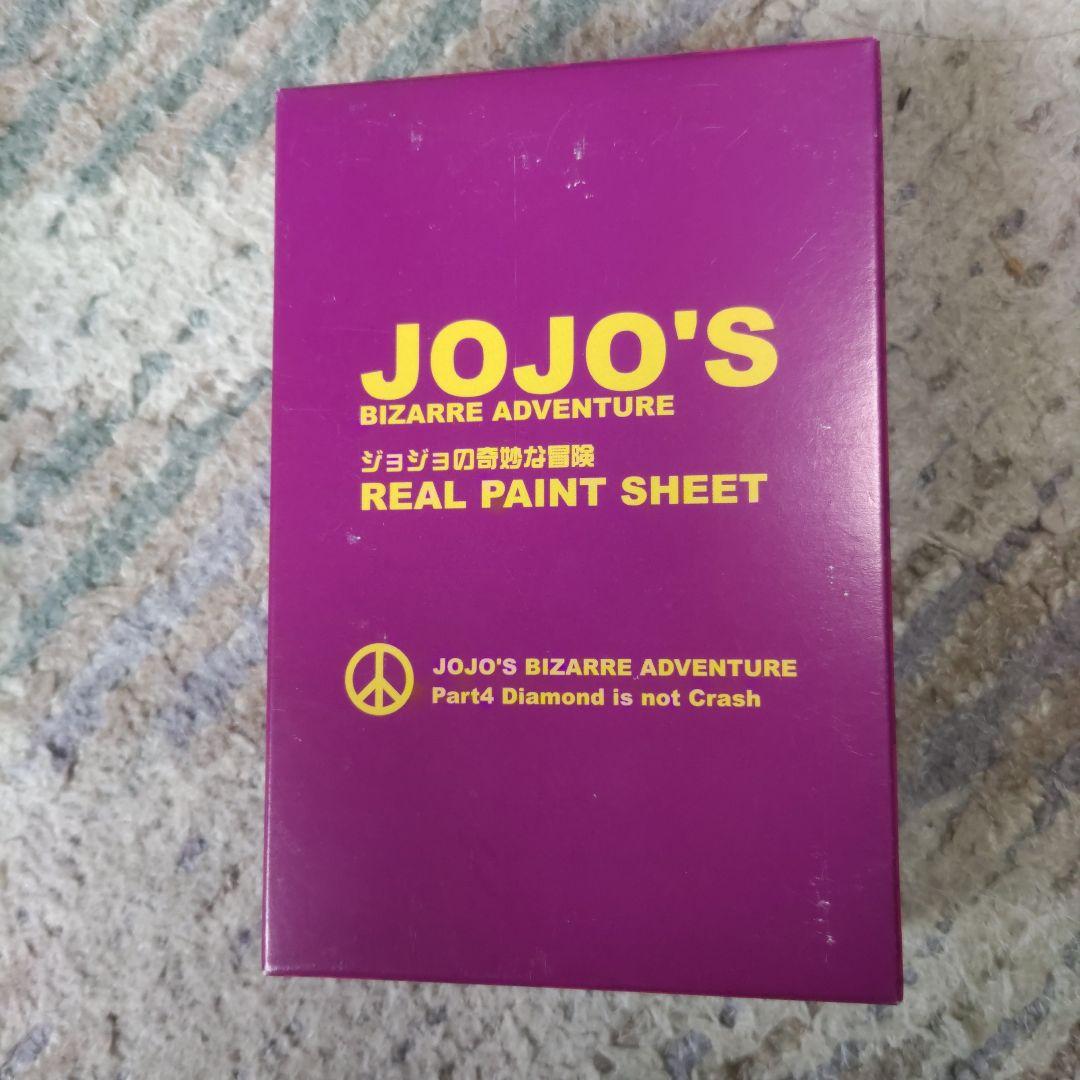 JOJO'S
BIZARRE ADVENTURE
ジョジョの奇妙な冒険
REAL PAINT SHEET
JOJO'S BIZARRE ADVENTURE
Part4 Diamond is not Crash